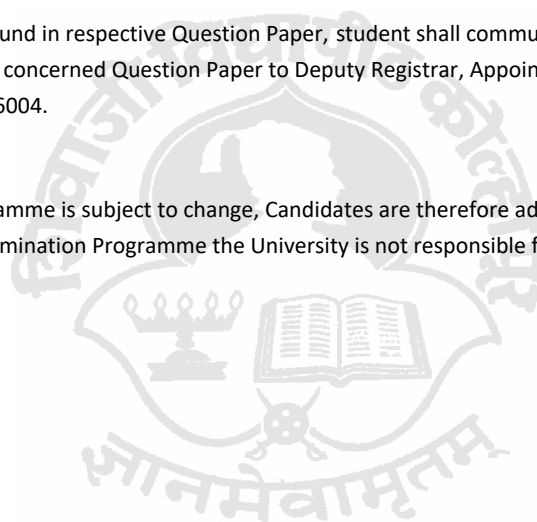 und in respective Question Paper, student shall commu
concerned Question Paper to Deputy Registrar, Appoin
6004.
amme is subject to change, Candidates are therefore ad
mination Programme the University is not responsible f
शिवाजी विद्यापीठ कोल्हापूर
ज्ञानमेवामृतम्